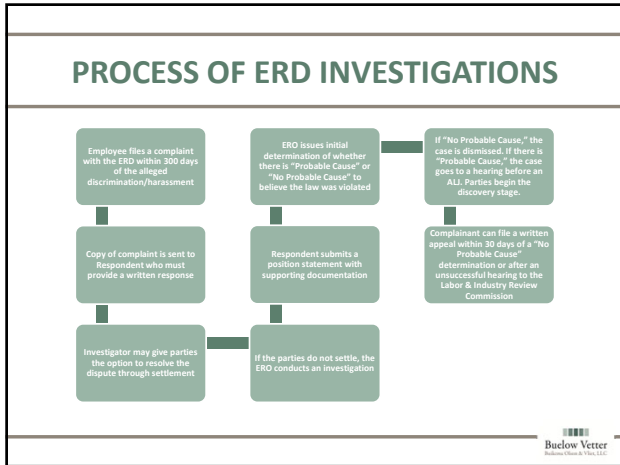 PROCESS OF ERD INVESTIGATIONS
Employee files a complaint
with the ERD within 300 days
of the alleged
discrimination/harassment
Copy of complaint is sent to
Respondent who must
provide a written response
Investigator may give parties
the option to resolve the
dispute through settlement
If the parties do not settle, the
ERO conducts an investigation
Respondent submits a
position statement with
supporting documentation
ERO issues initial
determination of whether
there is "Probable Cause" or
"No Probable Cause" to
believe the law was violated
If "No Probable Cause," the
case is dismissed. If there is
"Probable Cause," the case
goes to a hearing before an
ALJ. Parties begin the
discovery stage.
Complainant can file a written
appeal within 30 days of a "No
Probable Cause"
determination or after an
unsuccessful hearing to the
Labor & Industry Review
Commission
Buelow Vetter
Buikema Olson & Vliet, LLC